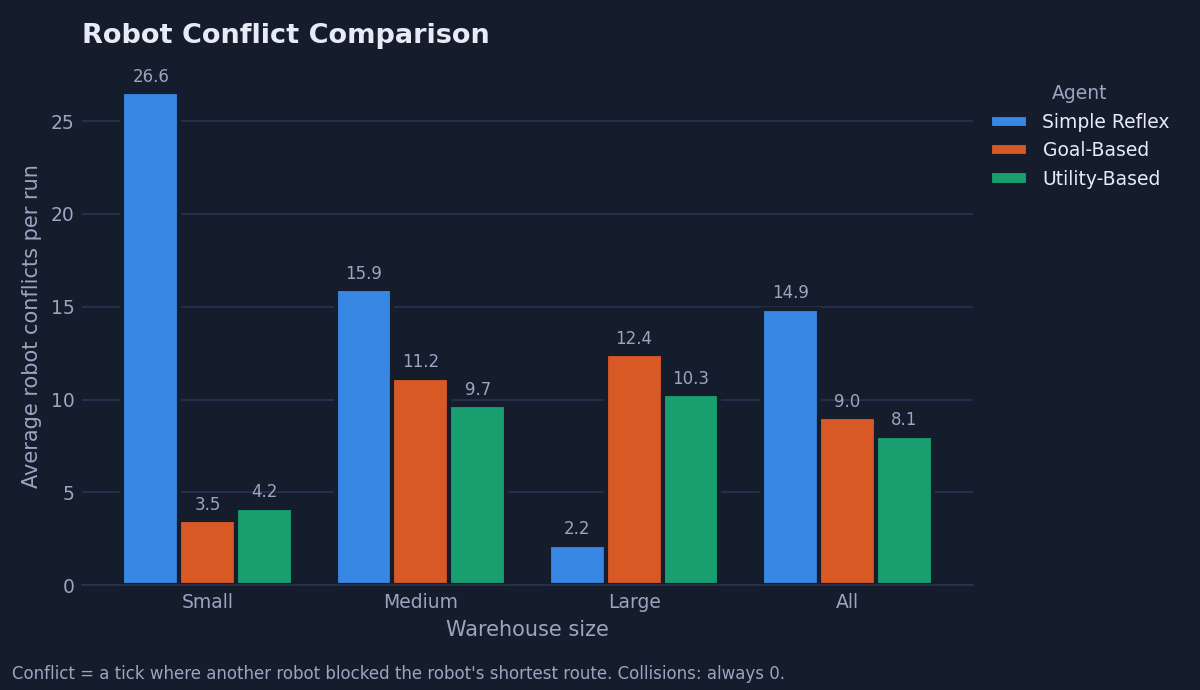 Robot Conflict Comparison
Average robot conflicts per run
25
20
15
10
5
0
26.6
3.5
4.2
15.9
11.2
9.7
2.2
12.4
10.3
14.9
9.0
8.1
Small
Medium
Large
All
Warehouse size
Agent
Simple Reflex
Goal-Based
Utility-Based
Conflict = a tick where another robot blocked the robot's shortest route. Collisions: always 0.